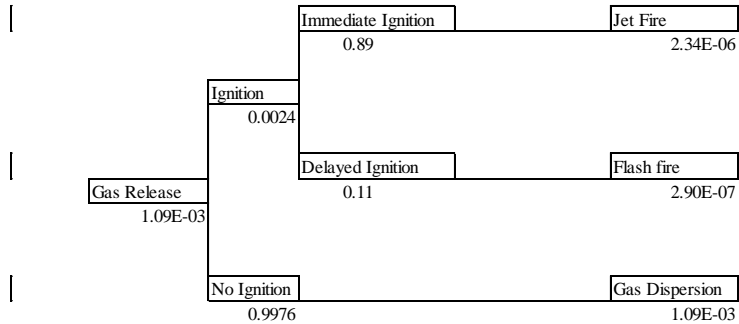 Immediate Ignition Jet Fire
0.89 2.34E-06
Ignition
0.0024
Delayed Ignition Flash fire
Gas Release 0.11 2.90E-07
1.09E-03
No Ignition Gas Dispersion
0.9976 1.09E-03